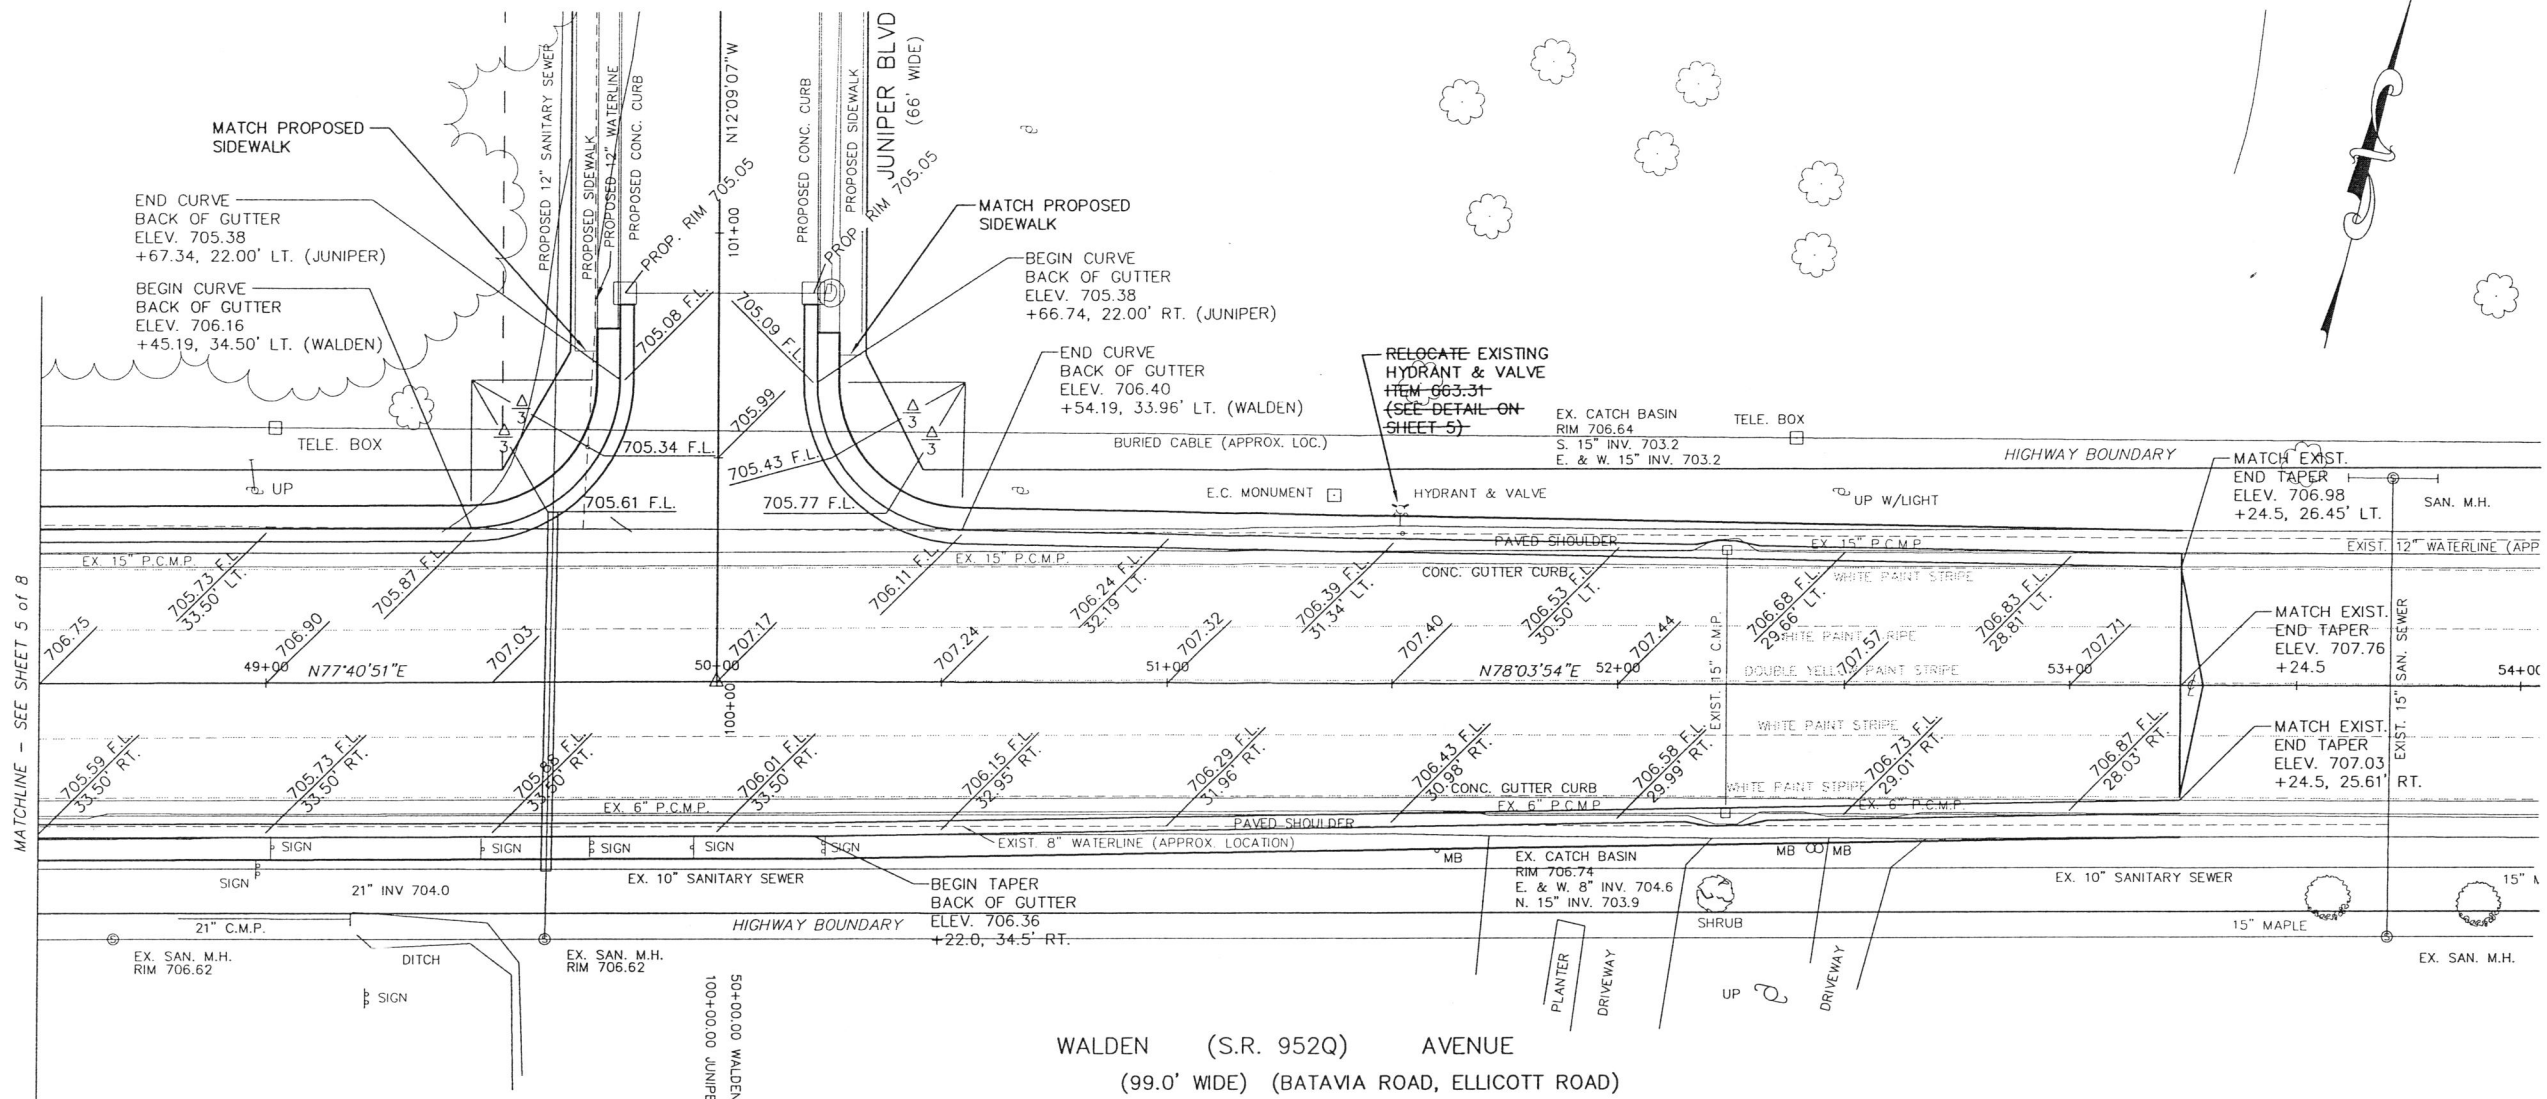 JUNIPER BLVD
(66' WIDE)
N12°09'07"W
101+00
PROPOSED 12" SANITARY SEWER
PROPOSED SIDEWALK
PROPOSED 12" WATERLINE
PROPOSED CONC. CURB
PROPOSED CONC. CURB
PROPOSED SIDEWALK
PROP. RIM 705.05
PROP RIM 705.05
MATCH PROPOSED
SIDEWALK
END CURVE
BACK OF GUTTER
ELEV. 705.38
+67.34, 22.00' LT. (JUNIPER)
BEGIN CURVE
BACK OF GUTTER
ELEV. 706.16
+45.19, 34.50' LT. (WALDEN)
MATCH PROPOSED
SIDEWALK
BEGIN CURVE
BACK OF GUTTER
ELEV. 705.38
+66.74, 22.00' RT. (JUNIPER)
END CURVE
BACK OF GUTTER
ELEV. 706.40
+54.19, 33.96' LT. (WALDEN)
RELOCATE EXISTING
HYDRANT & VALVE
ITEM 663.31
(SEE DETAIL ON
SHEET 5)
EX. CATCH BASIN
RIM 706.64
S. 15" INV. 703.2
E. & W. 15" INV. 703.2
TELE. BOX
HIGHWAY BOUNDARY
MATCH EXIST.
END TAPER
ELEV. 706.98
+24.5, 26.45' LT.
SAN. M.H.
705.08 F.L.
705.09 F.L.
705.99
705.34 F.L.
705.43 F.L.
705.61 F.L.
705.77 F.L.
3
3
3
3
TELE. BOX
UP
BURIED CABLE (APPROX. LOC.)
E.C. MONUMENT
HYDRANT & VALVE
UP W/LIGHT
EX. 15" P.C.M.P.
EX. 15" P.C.M.P.
PAVED SHOULDER
EX. 15" P.C.M.P.
EXIST. 12" WATERLINE (APP
CONC. GUTTER CURB
WHITE PAINT STRIPE
705.73 F.L.
33.50' LT.
705.87 F.L.
706.11 F.L.
706.24 F.L.
32.19' LT.
706.39 F.L.
31.34' LT.
706.53 F.L.
30.50' LT.
706.68 F.L.
29.66' LT.
706.83 F.L.
28.81' LT.
706.75
706.90
707.03
707.17
707.24
707.32
707.40
707.44
707.57
707.71
WHITE PAINT STRIPE
MATCH EXIST.
END TAPER
ELEV. 707.76
+24.5
49+00
N77°40'51"E
50+00
51+00
N78°03'54"E
52+00
DOUBLE YELLOW PAINT STRIPE
53+00
54+00
100+00
EXIST. 15" C.M.P.
EXIST. 15" SAN. SEWER
MATCHLINE - SEE SHEET 5 of 8
WHITE PAINT STRIPE
MATCH EXIST.
END TAPER
ELEV. 707.03
+24.5, 25.61' RT.
705.59 F.L.
33.50' RT.
705.73 F.L.
33.50' RT.
705.88 F.L.
33.50' RT.
706.01 F.L.
33.50' RT.
706.15 F.L.
32.95' RT.
706.29 F.L.
31.96' RT.
706.43 F.L.
30.98' RT.
706.58 F.L.
29.99' RT.
706.73 F.L.
29.01' RT.
706.87 F.L.
28.03' RT.
CONC. GUTTER CURB
WHITE PAINT STRIPE
EX. 6" P.C.M.P.
EX. 6" P.C.M.P.
EX. 6" P.C.M.P.
PAVED SHOULDER
SIGN
SIGN
SIGN
SIGN
SIGN
EXIST. 8" WATERLINE (APPROX. LOCATION)
MB
MB
MB
EX. CATCH BASIN
RIM 706.74
E. & W. 8" INV. 704.6
N. 15" INV. 703.9
SIGN
21" INV 704.0
EX. 10" SANITARY SEWER
EX. 10" SANITARY SEWER
BEGIN TAPER
BACK OF GUTTER
ELEV. 706.36
+22.0, 34.5' RT.
HIGHWAY BOUNDARY
21" C.M.P.
SHRUB
15" MAPLE
15" M
EX. SAN. M.H.
RIM 706.62
DITCH
EX. SAN. M.H.
RIM 706.62
EX. SAN. M.H.
SIGN
PLANTER
DRIVEWAY
UP
DRIVEWAY
50+00.00 WALDEN
100+00.00 JUNIPE
WALDEN (S.R. 952Q) AVENUE
(99.0' WIDE) (BATAVIA ROAD, ELLICOTT ROAD)